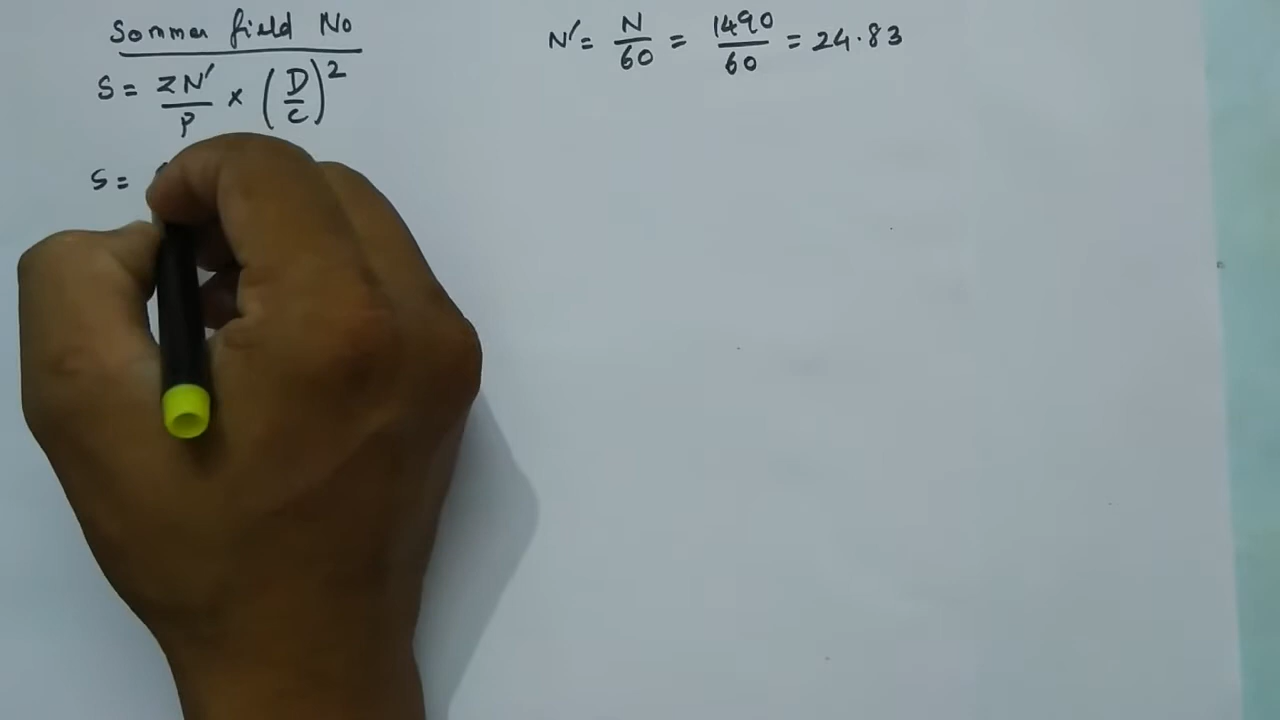 Sommer field No
S = ZN'/P × (D/C)²
S =
N' = N/60 = 1490/60 = 24.83